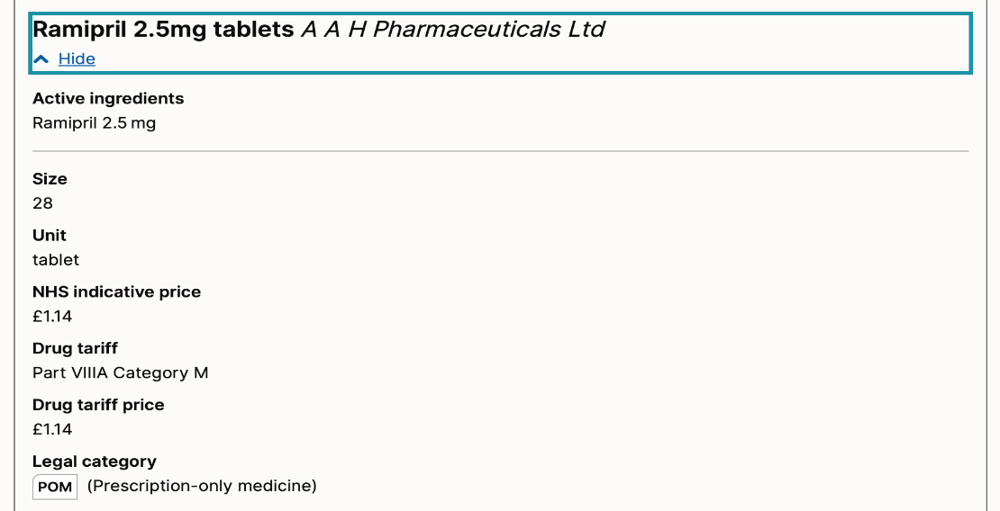 Ramipril 2.5mg tablets A A H Pharmaceuticals Ltd
Hide
Active ingredients
Ramipril 2.5 mg
Size
28
Unit
tablet
NHS indicative price
£1.14
Drug tariff
Part VIIIA Category M
Drug tariff price
£1.14
Legal category
POM (Prescription-only medicine)